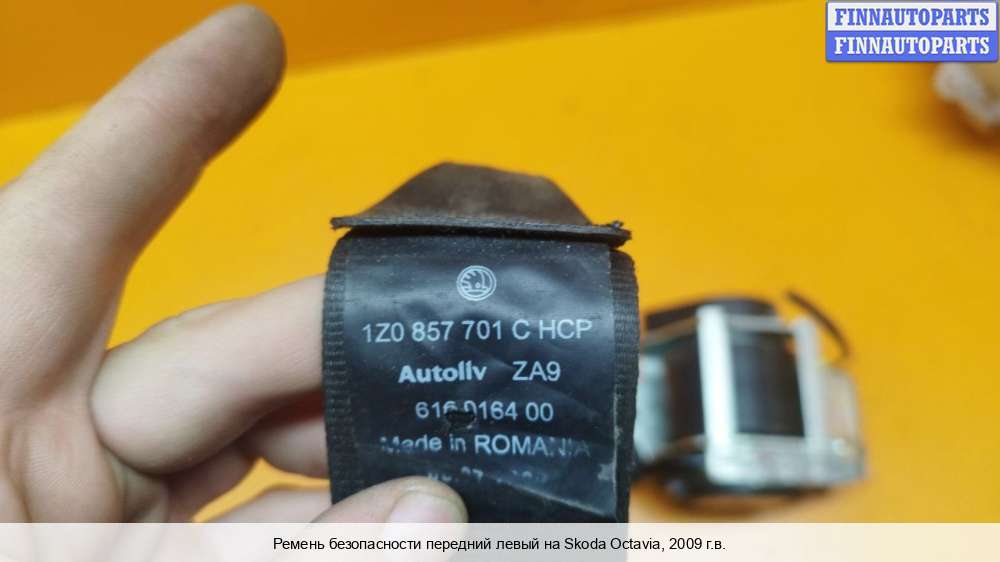 FINNAUTOPARTS
FINNAUTOPARTS
1Z0 857 701 C HCP
Autoliv ZA9
616 0164 00
Made in ROMANIA
Ремень безопасности передний левый на Skoda Octavia, 2009 г.в.